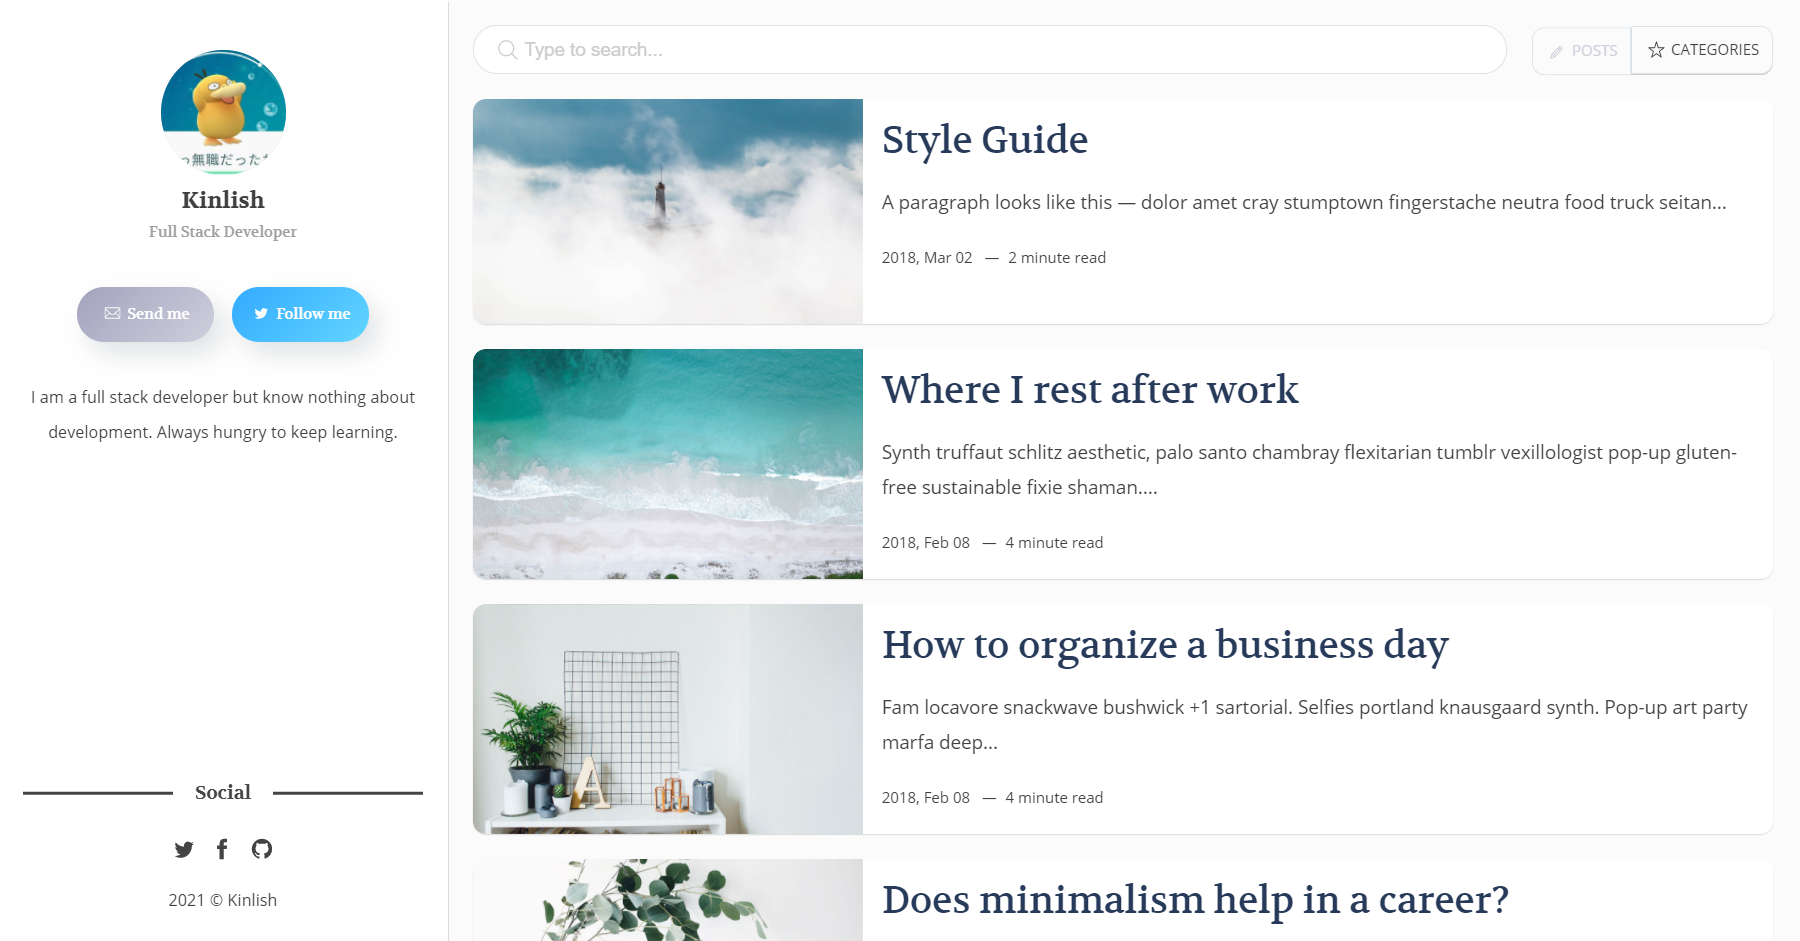 っ無職だった
Kinlish
Full Stack Developer
Send me
Follow me
I am a full stack developer but know nothing about
development. Always hungry to keep learning.
Social
2021 © Kinlish
Type to search...
POSTS
CATEGORIES
Style Guide
A paragraph looks like this — dolor amet cray stumptown fingerstache neutra food truck seitan...
2018, Mar 02 — 2 minute read
Where I rest after work
Synth truffaut schlitz aesthetic, palo santo chambray flexitarian tumblr vexillologist pop-up gluten-
free sustainable fixie shaman....
2018, Feb 08 — 4 minute read
How to organize a business day
Fam locavore snackwave bushwick +1 sartorial. Selfies portland knausgaard synth. Pop-up art party
marfa deep...
2018, Feb 08 — 4 minute read
A
Does minimalism help in a career?